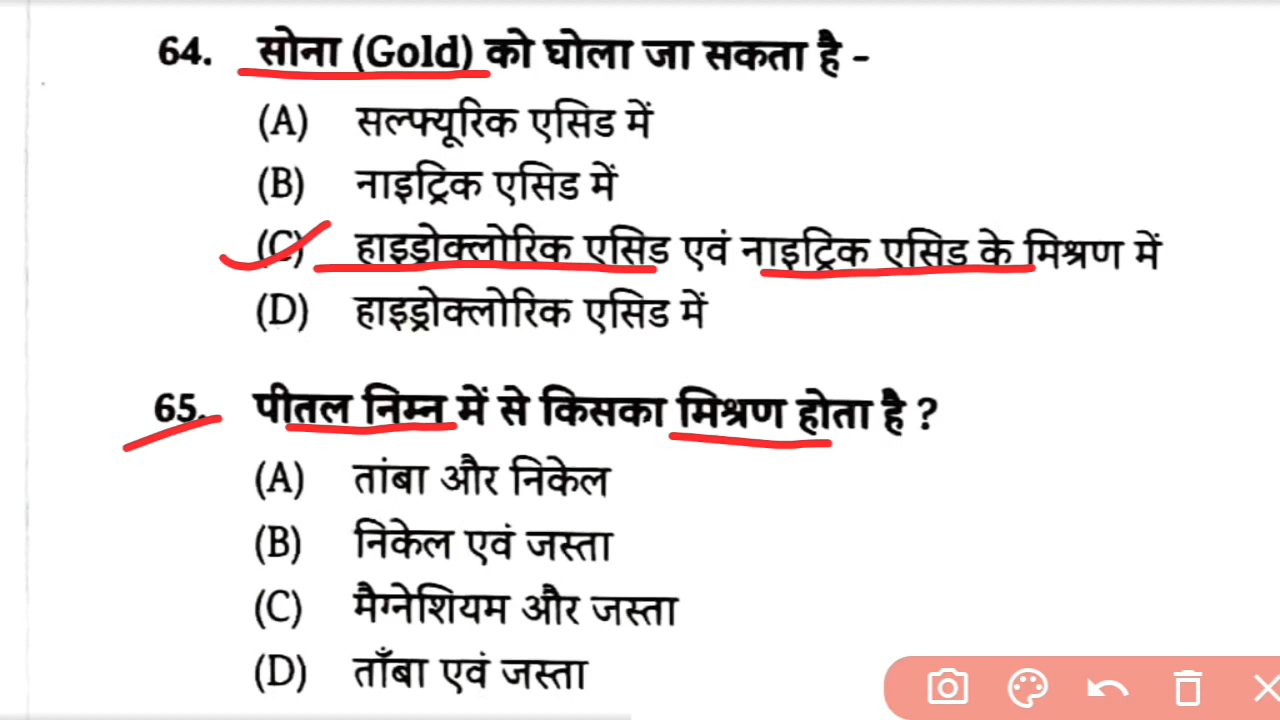 64. सोना (Gold) को घोला जा सकता है -
(A) सल्फ्यूरिक एसिड में
(B) नाइट्रिक एसिड में
(C) हाइड्रोक्लोरिक एसिड एवं नाइट्रिक एसिड के मिश्रण में
(D) हाइड्रोक्लोरिक एसिड में
65. पीतल निम्न में से किसका मिश्रण होता है ?
(A) तांबा और निकेल
(B) निकेल एवं जस्ता
(C) मैग्नेशियम और जस्ता
(D) ताँबा एवं जस्ता